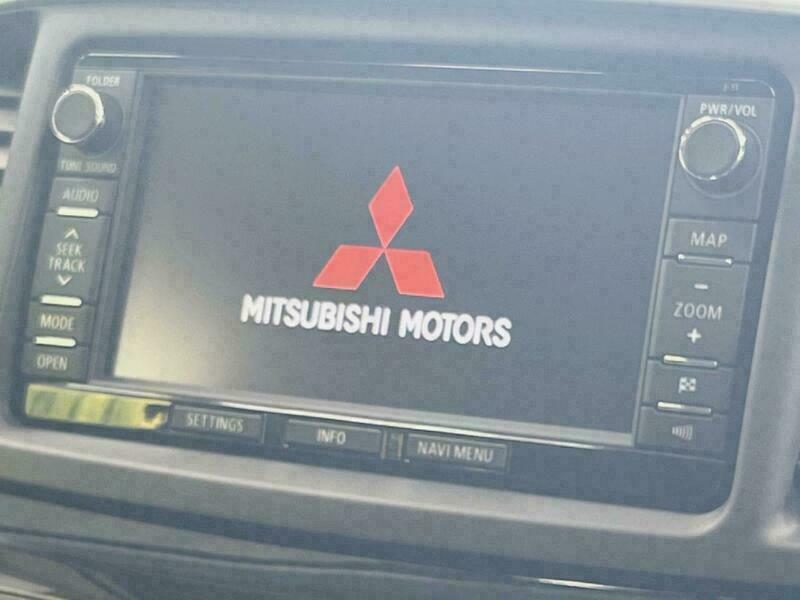 FOLDER
TUNE SOUND
AUDIO
SEEK
TRACK
MODE
OPEN
MITSUBISHI MOTORS
PWR/VOL
MAP
ZOOM
SETTINGS
INFO
NAVI MENU